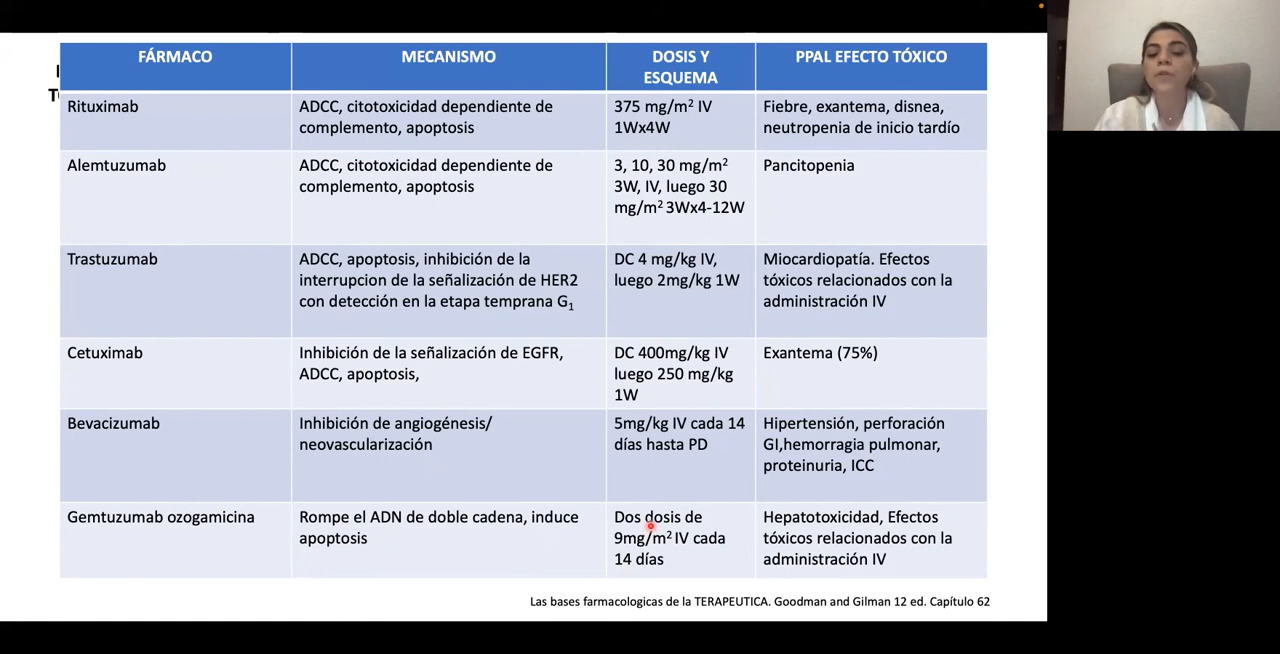 FÁRMACO
MECANISMO
DOSIS Y
ESQUEMA
PPAL EFECTO TÓXICO
Rituximab
ADCC, citotoxicidad dependiente de
complemento, apoptosis
375 mg/m² IV
1Wx4W
Fiebre, exantema, disnea,
neutropenia de inicio tardío
Alemtuzumab
ADCC, citotoxicidad dependiente de
complemento, apoptosis
3, 10, 30 mg/m²
3W, IV, luego 30
mg/m² 3Wx4-12W
Pancitopenia
Trastuzumab
ADCC, apoptosis, inhibición de la
interrupcion de la señalización de HER2
con detección en la etapa temprana G₁
DC 4 mg/kg IV,
luego 2mg/kg 1W
Miocardiopatía. Efectos
tóxicos relacionados con la
administración IV
Cetuximab
Inhibición de la señalización de EGFR,
ADCC, apoptosis,
DC 400mg/kg IV
luego 250 mg/kg
1W
Exantema (75%)
Bevacizumab
Inhibición de angiogénesis/
neovascularización
5mg/kg IV cada 14
días hasta PD
Hipertensión, perforación
GI,hemorragia pulmonar,
proteinuria, ICC
Gemtuzumab ozogamicina
Rompe el ADN de doble cadena, induce
apoptosis
Dos dosis de
9mg/m² IV cada
14 días
Hepatotoxicidad, Efectos
tóxicos relacionados con la
administración IV
Las bases farmacologicas de la TERAPEUTICA. Goodman and Gilman 12 ed. Capítulo 62